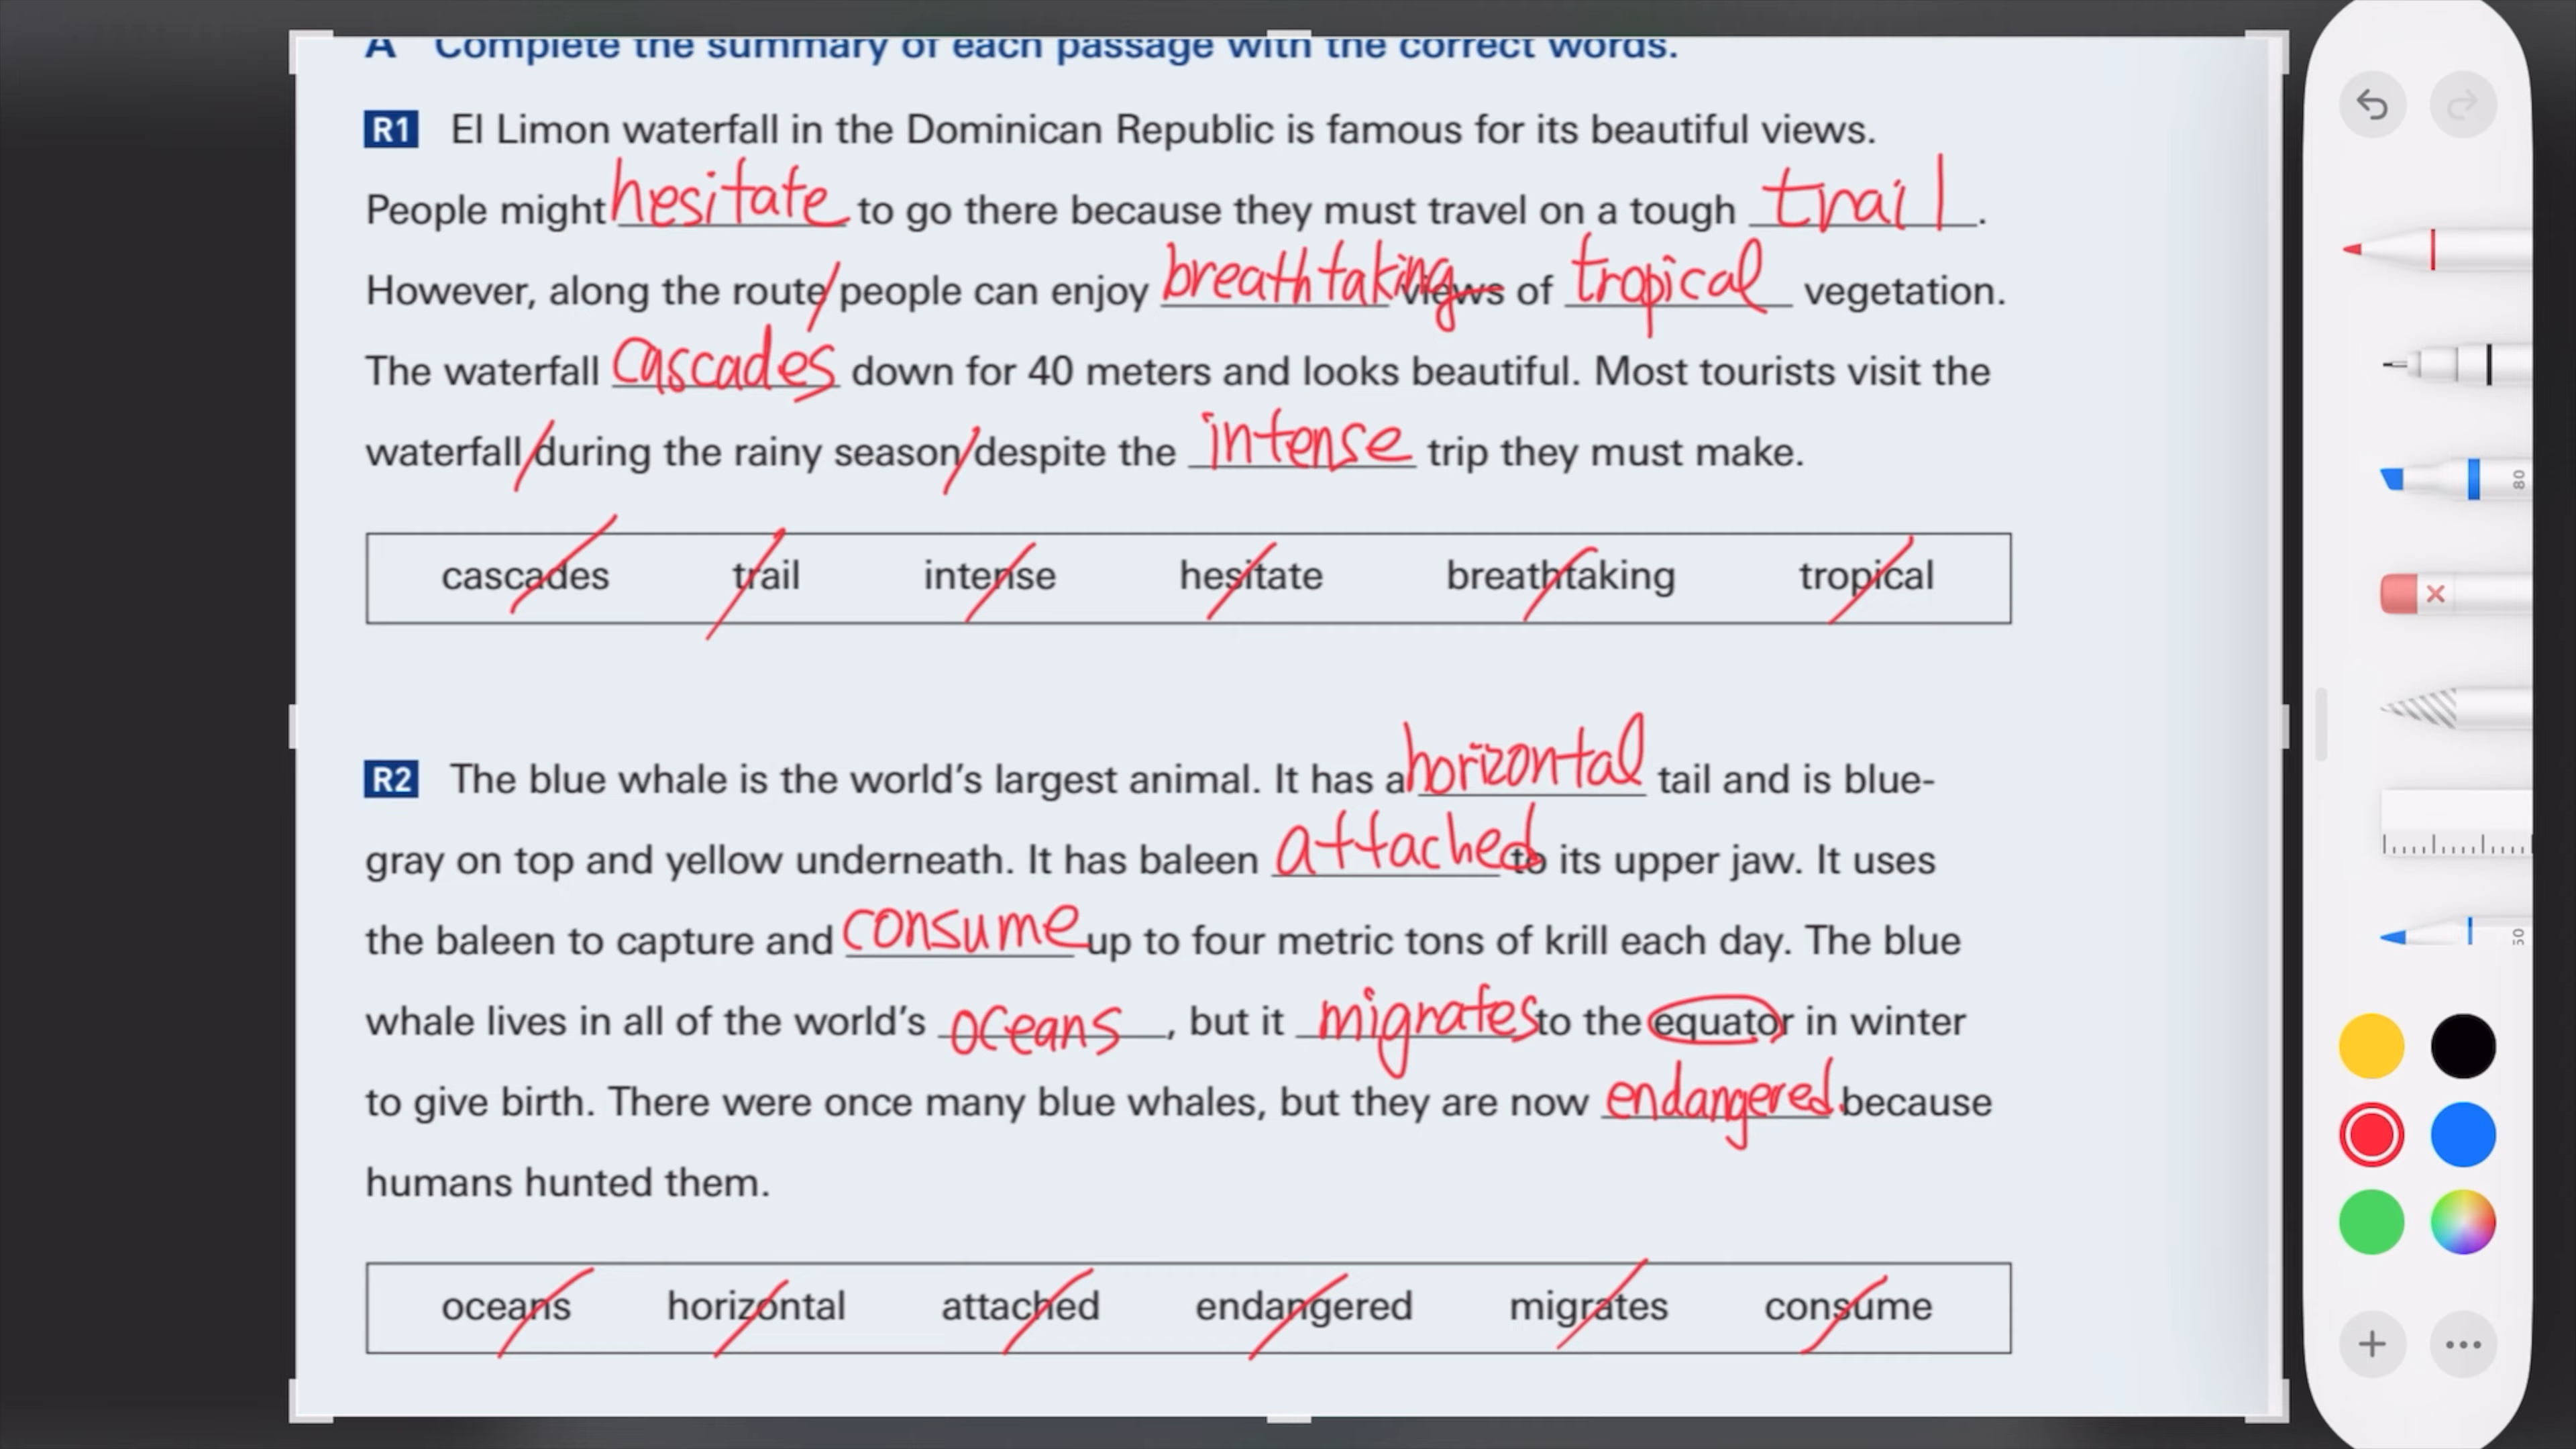 A Complete the summary of each passage with the correct words.
R1 El Limon waterfall in the Dominican Republic is famous for its beautiful views.
People might hesitate to go there because they must travel on a tough trail.
However, along the route people can enjoy breathtaking views of tropical vegetation.
The waterfall cascades down for 40 meters and looks beautiful. Most tourists visit the
waterfall during the rainy season despite the intense trip they must make.
cascades trail intense hesitate breathtaking tropical
R2 The blue whale is the world's largest animal. It has a horizontal tail and is blue-
gray on top and yellow underneath. It has baleen attached to its upper jaw. It uses
the baleen to capture and consume up to four metric tons of krill each day. The blue
whale lives in all of the world's oceans, but it migrates to the equator in winter
to give birth. There were once many blue whales, but they are now endangered because
humans hunted them.
oceans horizontal attached endangered migrates consume
80
50